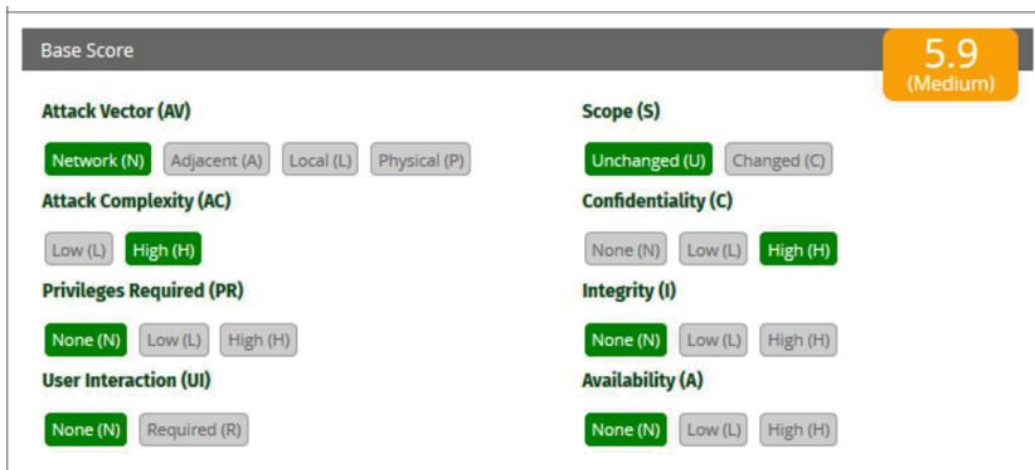 Base Score
5.9
(Medium)
Attack Vector (AV)
Network (N) Adjacent (A) Local (L) Physical (P)
Attack Complexity (AC)
Low (L) High (H)
Privileges Required (PR)
None (N) Low (L) High (H)
User Interaction (UI)
None (N) Required (R)
Scope (S)
Unchanged (U) Changed (C)
Confidentiality (C)
None (N) Low (L) High (H)
Integrity (I)
None (N) Low (L) High (H)
Availability (A)
None (N) Low (L) High (H)